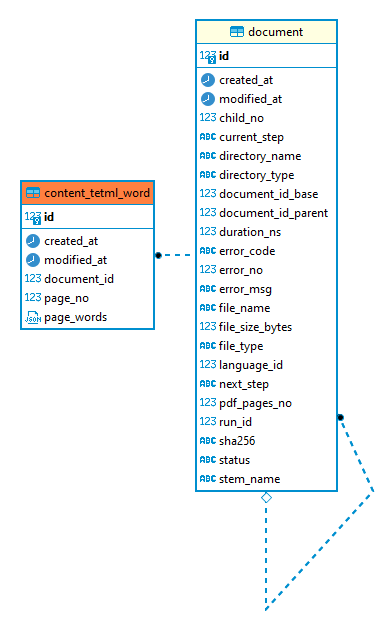 document
123 id
created_at
modified_at
123 child_no
ABC current_step
ABC directory_name
ABC directory_type
123 document_id_base
123 document_id_parent
123 duration_ns
ABC error_code
123 error_no
ABC error_msg
ABC file_name
123 file_size_bytes
ABC file_type
123 language_id
ABC next_step
123 pdf_pages_no
123 run_id
ABC sha256
ABC status
ABC stem_name
content_tetml_word
123 id
created_at
modified_at
123 document_id
123 page_no
JSON page_words